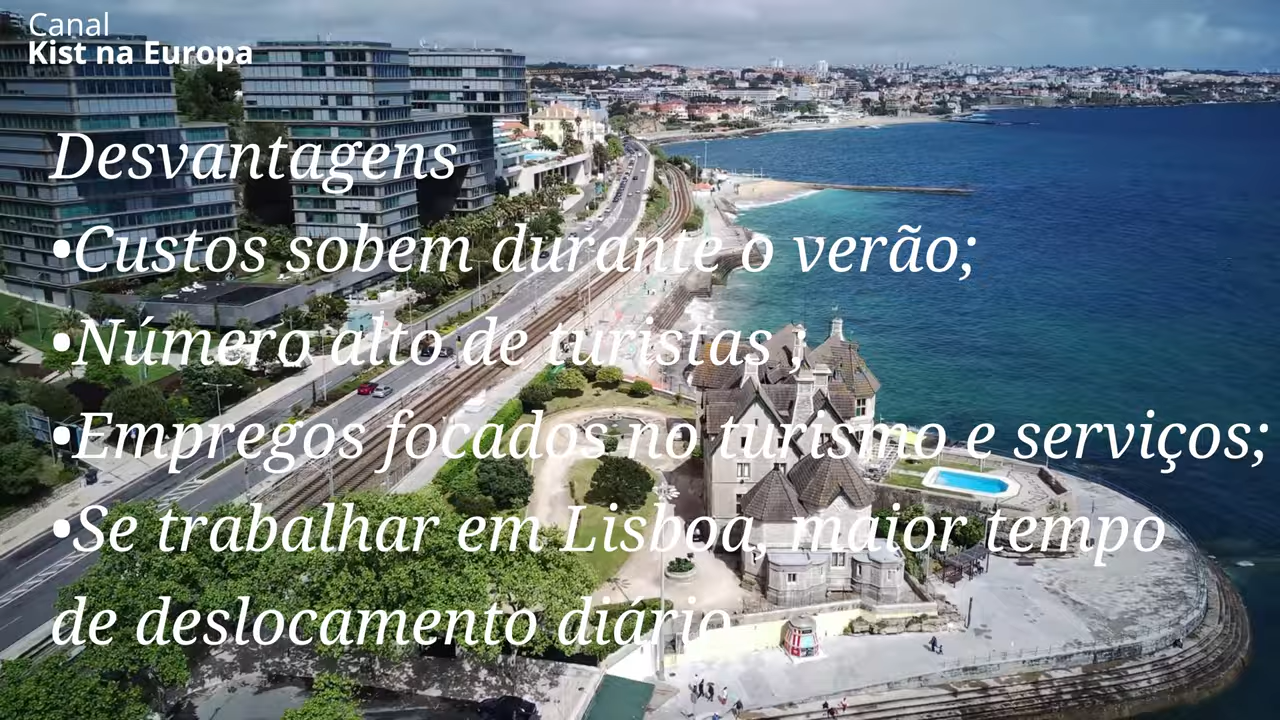 Canal
Kist na Europa
Desvantagens
•Custos sobem durante o verão;
•Número alto de turistas ;
•Empregos focados no turismo e serviços;
•Se trabalhar em Lisboa, maior tempo
de deslocamento diário